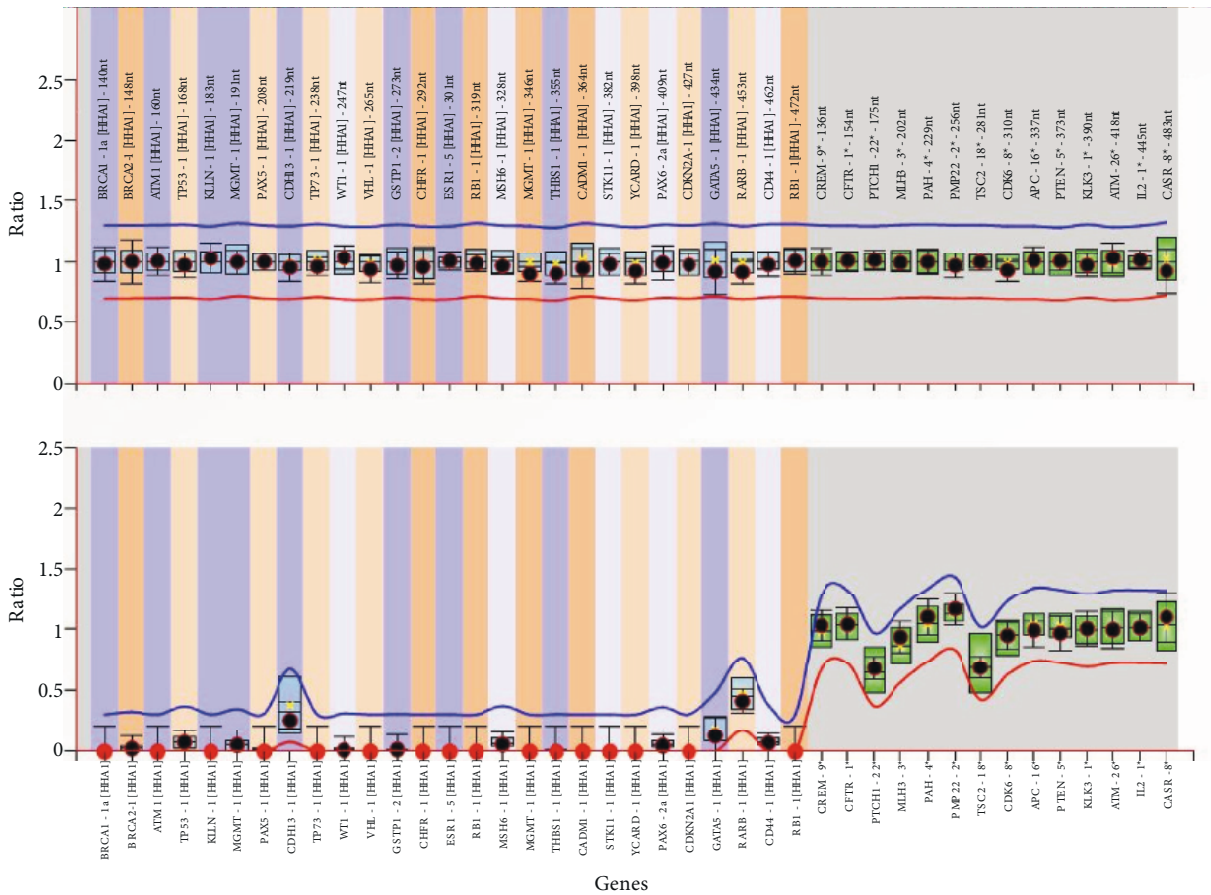 Ratio
2.5
2
1.5
1
0.5
0
BRCA1 - 1a [HHA1] - 140nt
BRCA2-1 [HHA1] - 148nt
ATM1 [HHA1] - 160nt
TP53 - 1 [HHA1] - 168nt
KLLN - 1 [HHA1] - 183nt
MGMT - 1 [HHA1] - 191nt
PAX5 - 1 [HHA1] - 208nt
CDH13 - 1 [HHA1] - 219nt
TP73 - 1 [HHA1] - 238nt
WT1 - 1 [HHA1] - 247nt
VHL - 1 [HHA1] - 265nt
GSTP1 - 2 [HHA1] - 273nt
CHFR - 1 [HHA1] - 292nt
ESR1 - 5 [HHA1] - 301nt
RB1 - 1 [HHA1] - 319nt
MSH6 - 1 [HHA1] - 328nt
MGMT - 1[HHA1] - 346nt
THBS1 - 1 [HHA1] - 355nt
CADM1 - 1 [HHA1] - 364nt
STK11 - 1 [HHA1] - 382nt
YCARD - 1 [HHA1] - 398nt
PAX6 - 2a [HHA1] - 409nt
CDKN2A- 1 [HHA1] - 427nt
GATA5 - 1 [HHA1] - 434nt
RARB - 1 [HHA1] - 453nt
CD44 - 1 [HHA1] - 462nt
RB1 - 1[HHA1] - 472nt
CREM - 9* - 136nt
CFTR - 1* - 154nt
PTCH1 - 22* - 175nt
MLH3 - 3* - 202nt
PAH - 4* - 229nt
PMP22 - 2* - 256nt
TSC2 - 18* - 281nt
CDK6 - 8* - 310nt
APC - 16* - 337nt
PTEN - 5* - 373nt
KLK3 - 1* - 390nt
ATM - 26* - 418nt
IL2 - 1* - 445nt
CASR - 8* - 483nt
Ratio
2.5
2
1.5
1
0.5
0
BRCA1 - 1a [HHA1]
BRCA2-1 [HHA1]
ATM1 [HHA1]
TP53 - 1 [HHA1]
KLLN - 1 [HHA1]
MGMT - 1 [HHA1]
PAX5 - 1 [HHA1]
CDH13 - 1 [HHA1]
TP73 - 1 [HHA1]
WT1 - 1 [HHA1]
VHL - 1 [HHA1]
GSTP1 - 2 [HHA1]
CHFR - 1 [HHA1]
ESR1 - 5 [HHA1]
RB1 - 1 [HHA1]
MSH6 - 1 [HHA1]
MGMT - 1 [HHA1]
THBS1 - 1 [HHA1]
CADM1 - 1 [HHA1]
STK11 - 1 [HHA1]
YCARD - 1 [HHA1]
PAX6 - 2a [HHA1]
CDKN2A1 [HHA1]
GATA5 - 1 [HHA1]
RARB - 1 [HHA1]
CD44 - 1 [HHA1]
RB1 - 1[HHA1]
CREM - 9*
CFTR - 1*
PTCH1 - 22*
MLH3 - 3*
PAH - 4*
PMP22 - 2*
TSC2 - 18*
CDK6 - 8*
APC - 16*
PTEN - 5*
KLK3 - 1*
ATM - 26*
IL2 - 1*
CASR - 8*
Genes